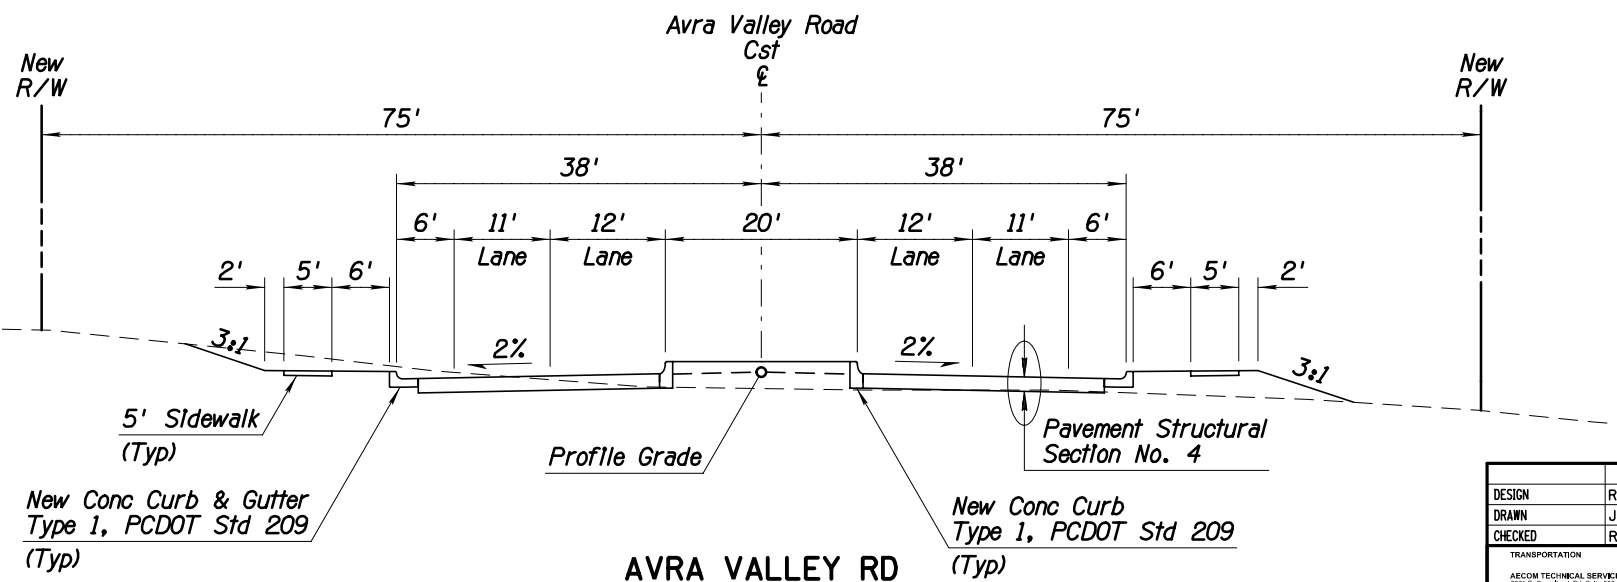 Avra Valley Road
Cst
℄
New
R/W
New
R/W
75'
75'
38'
38'
6'
11'
12'
20'
12'
11'
6'
Lane
Lane
Lane
Lane
2'
5'
6'
6'
5'
2'
3:1
2%
2%
3:1
5' Sidewalk
(Typ)
Profile Grade
Pavement Structural
Section No. 4
New Conc Curb & Gutter
Type 1, PCDOT Std 209
(Typ)
New Conc Curb
Type 1, PCDOT Std 209
(Typ)
AVRA VALLEY RD
DESIGN R
DRAWN J
CHECKED R
TRANSPORTATION
AECOM TECHNICAL SERVIC